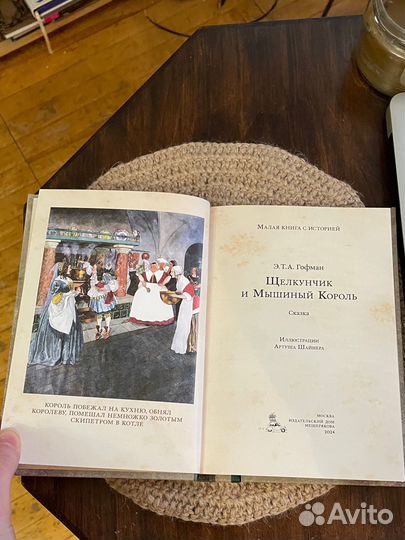 КОРОЛЬ ПОБЕЖАЛ НА КУХНЮ, ОБНЯЛ
КОРОЛЕВУ, ПОМЕШАЛ НЕМНОЖКО ЗОЛОТЫМ
СКИПЕТРОМ В КОТЛЕ
МАЛАЯ КНИГА С ИСТОРИЕЙ
Э.Т.А. ГОФМАН
ЩЕЛКУНЧИК
И МЫШИНЫЙ КОРОЛЬ
Сказка
ИЛЛЮСТРАЦИИ
АРТУША ШАЙНЕРА
МОСКВА
ИЗДАТЕЛЬСКИЙ ДОМ
МЕЩЕРЯКОВА
2024
Avito